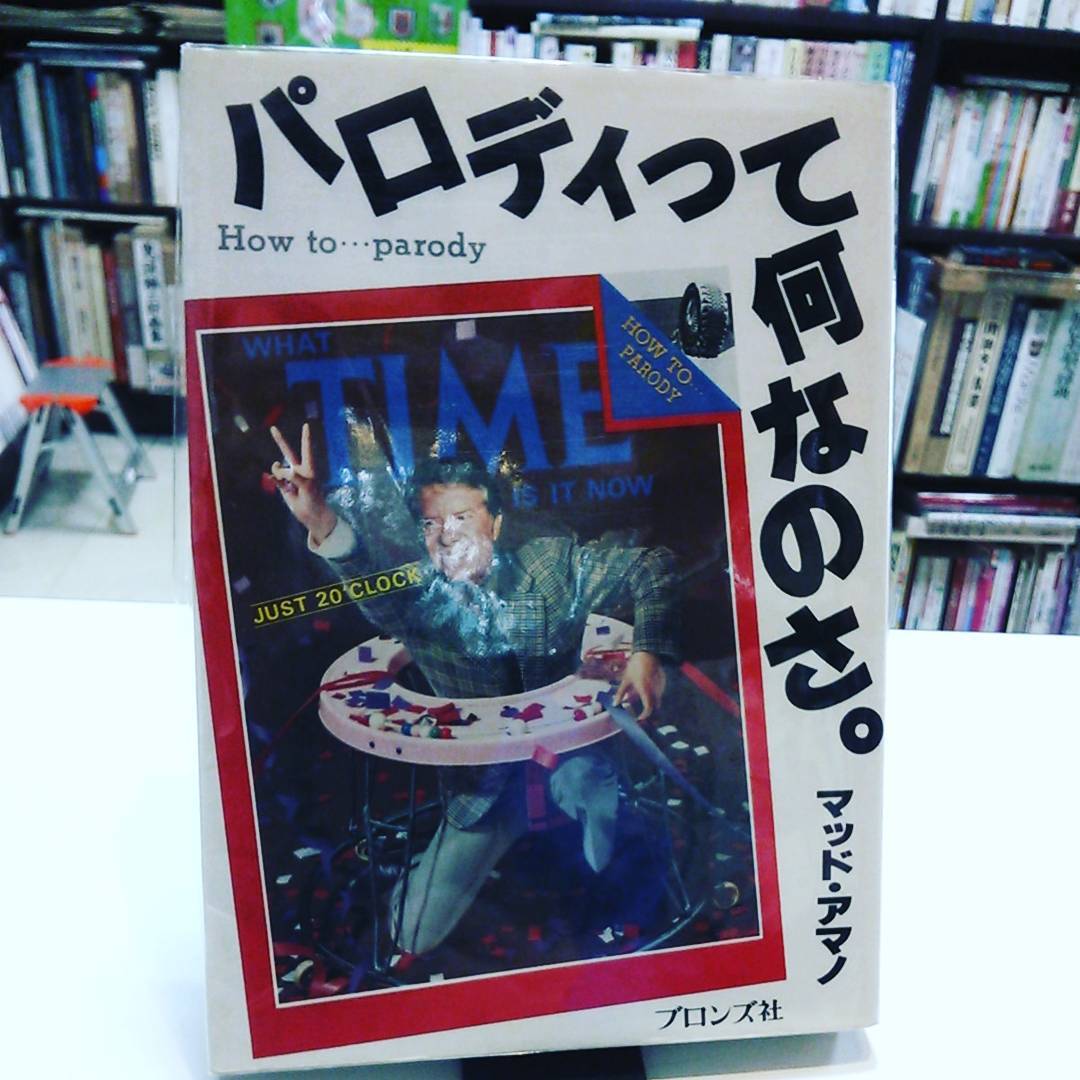 パロディって何なのさ。
How to…parody
WHAT
TIME
IS IT NOW
HOW TO…
PARODY
JUST 20'CLOCK
マッド・アマノ
ブロンズ社